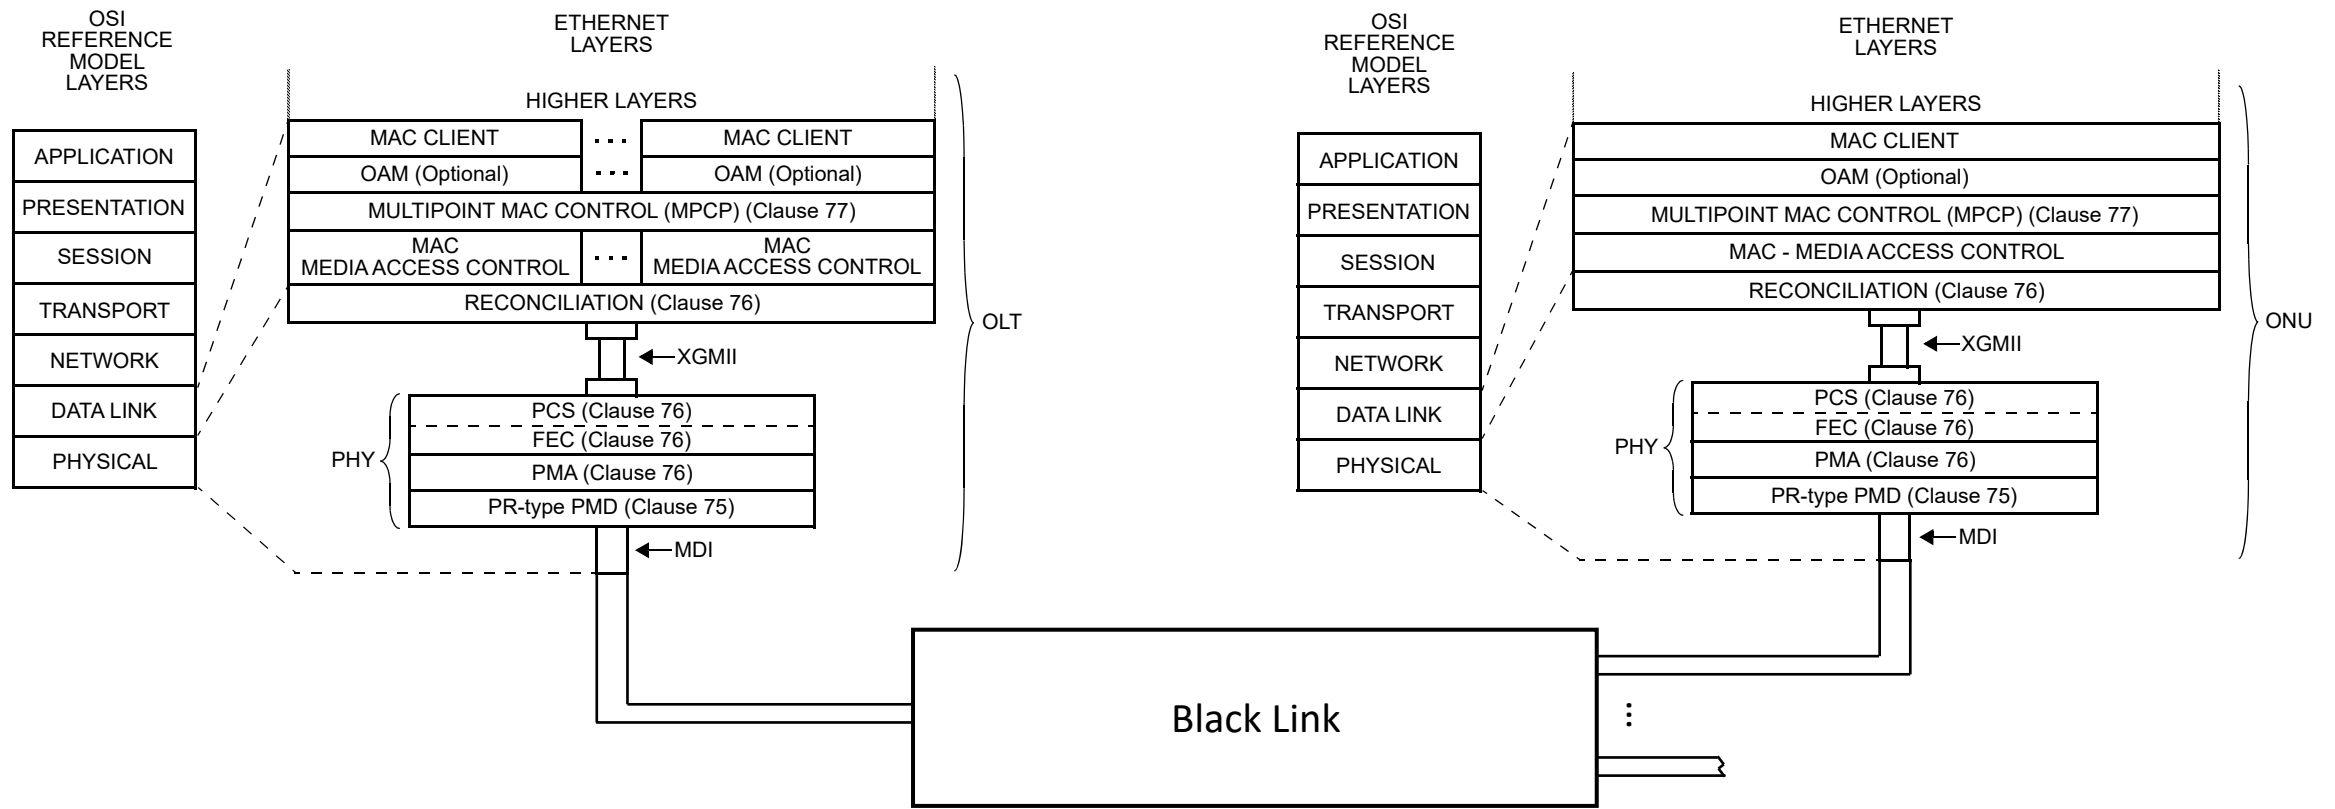 OSI
REFERENCE
MODEL
LAYERS
ETHERNET
LAYERS
HIGHER LAYERS
APPLICATION
PRESENTATION
SESSION
TRANSPORT
NETWORK
DATA LINK
PHYSICAL
MAC CLIENT
...
MAC CLIENT
OAM (Optional)
...
OAM (Optional)
MULTIPOINT MAC CONTROL (MPCP) (Clause 77)
MAC
MEDIA ACCESS CONTROL
...
MAC
MEDIA ACCESS CONTROL
RECONCILIATION (Clause 76)
OLT
XGMII
PHY
PCS (Clause 76)
FEC (Clause 76)
PMA (Clause 76)
PR-type PMD (Clause 75)
MDI
OSI
REFERENCE
MODEL
LAYERS
ETHERNET
LAYERS
HIGHER LAYERS
APPLICATION
PRESENTATION
SESSION
TRANSPORT
NETWORK
DATA LINK
PHYSICAL
MAC CLIENT
OAM (Optional)
MULTIPOINT MAC CONTROL (MPCP) (Clause 77)
MAC - MEDIA ACCESS CONTROL
RECONCILIATION (Clause 76)
ONU
XGMII
PHY
PCS (Clause 76)
FEC (Clause 76)
PMA (Clause 76)
PR-type PMD (Clause 75)
MDI
Black Link
...